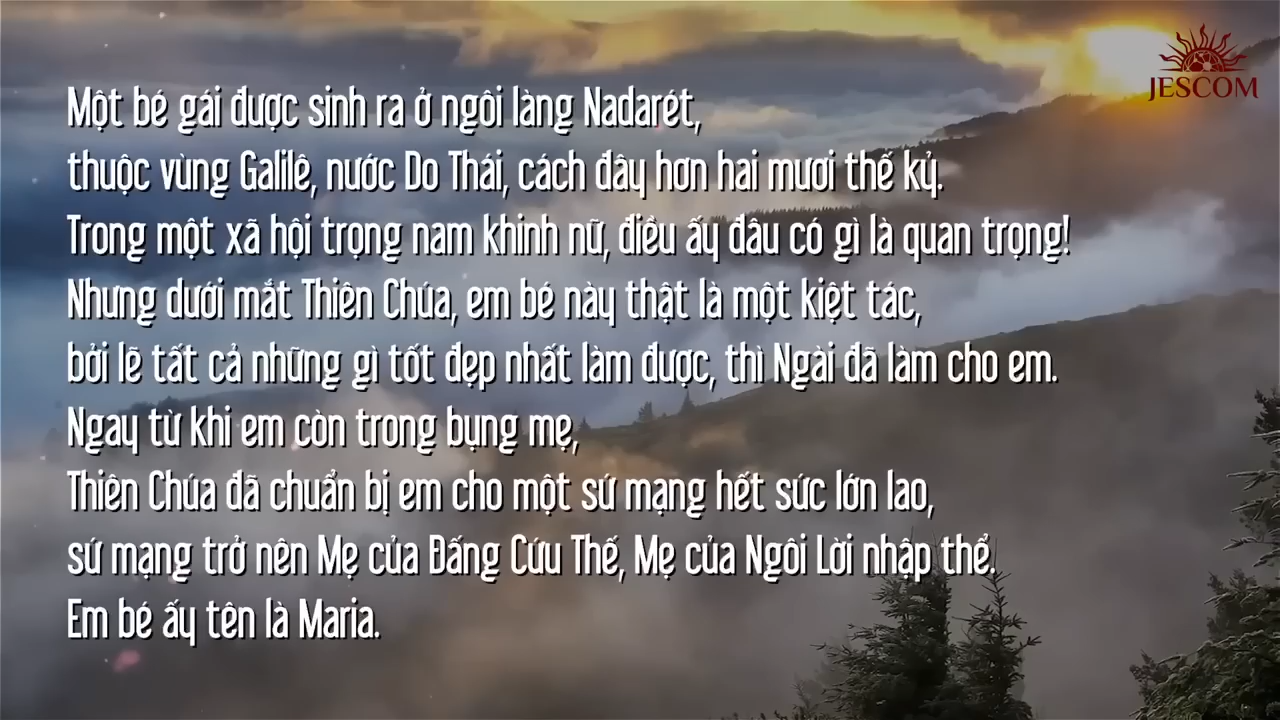 JESCOM
Một bé gái được sinh ra ở ngôi làng Nadarét,
thuộc vùng Galilê, nước Do Thái, cách đây hơn hai mươi thế kỷ.
Trong một xã hội trọng nam khinh nữ, điều ấy đâu có gì là quan trọng!
Nhưng dưới mắt Thiên Chúa, em bé này thật là một kiệt tác,
bởi lẽ tất cả những gì tốt đẹp nhất làm được, thì Ngài đã làm cho em.
Ngay từ khi em còn trong bụng mẹ,
Thiên Chúa đã chuẩn bị em cho một sứ mạng hết sức lớn lao,
sứ mạng trở nên Mẹ của Đấng Cứu Thế, Mẹ của Ngôi Lời nhập thể.
Em bé ấy tên là Maria.